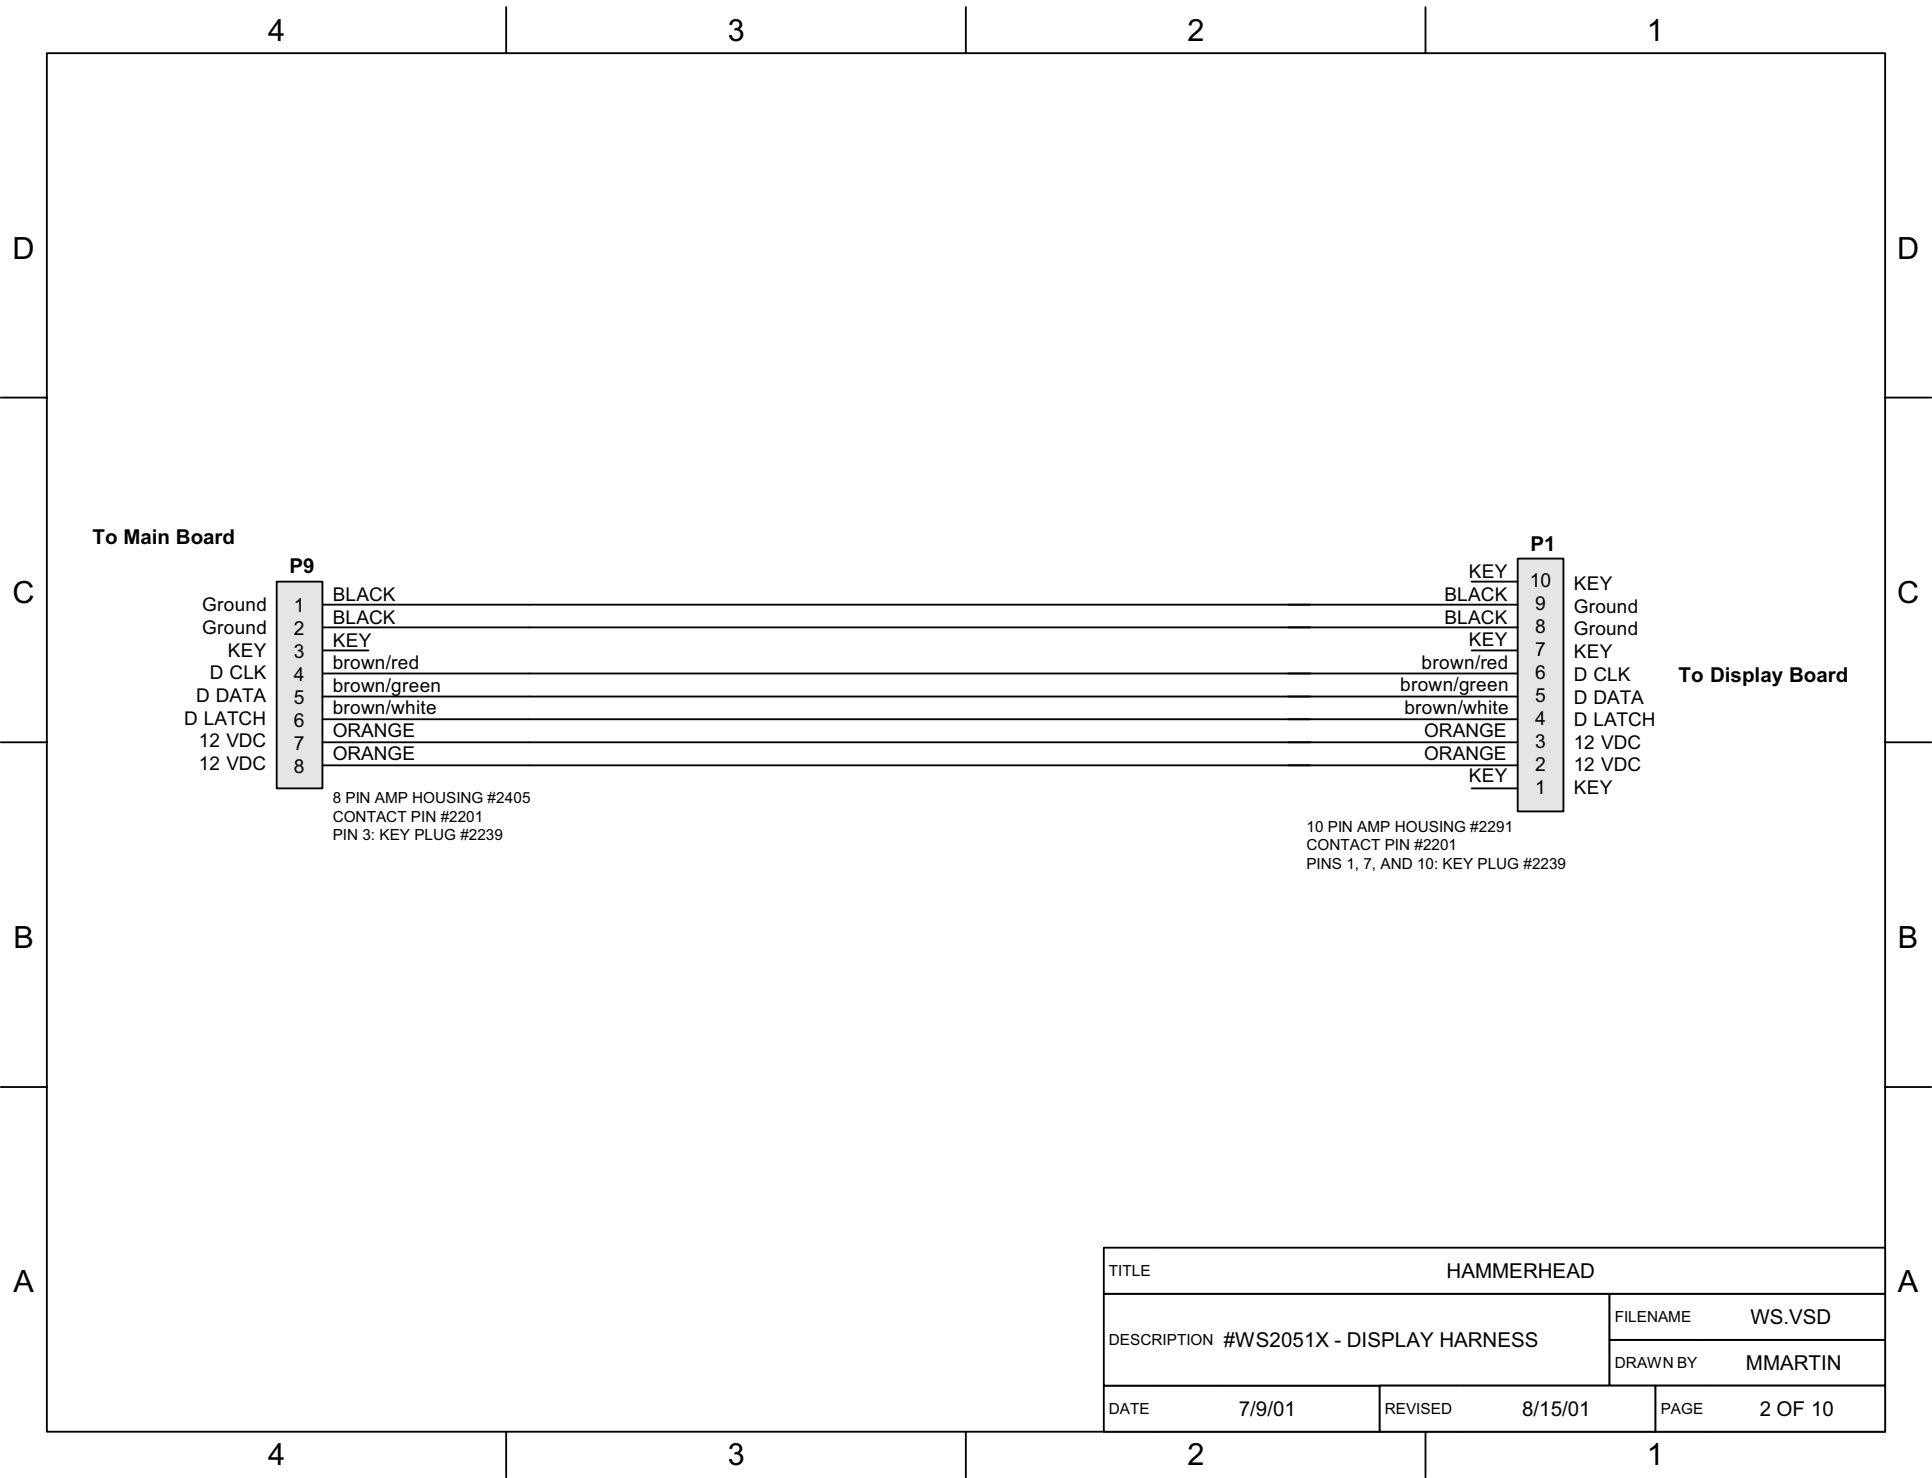 4 3 2 1
D D
To Main Board
P9
Ground 1 BLACK
Ground 2 BLACK
KEY 3 KEY
D CLK 4 brown/red
D DATA 5 brown/green
D LATCH 6 brown/white
12 VDC 7 ORANGE
12 VDC 8 ORANGE
8 PIN AMP HOUSING #2405
CONTACT PIN #2201
PIN 3: KEY PLUG #2239
P1
KEY 10 KEY
BLACK 9 Ground
BLACK 8 Ground
KEY 7 KEY
brown/red 6 D CLK
brown/green 5 D DATA
brown/white 4 D LATCH
ORANGE 3 12 VDC
ORANGE 2 12 VDC
KEY 1 KEY
To Display Board
10 PIN AMP HOUSING #2291
CONTACT PIN #2201
PINS 1, 7, AND 10: KEY PLUG #2239
C C
B B
A A
TITLE HAMMERHEAD
DESCRIPTION #WS2051X - DISPLAY HARNESS
FILENAME WS.VSD
DRAWN BY MMARTIN
DATE 7/9/01 REVISED 8/15/01 PAGE 2 OF 10
4 3 2 1